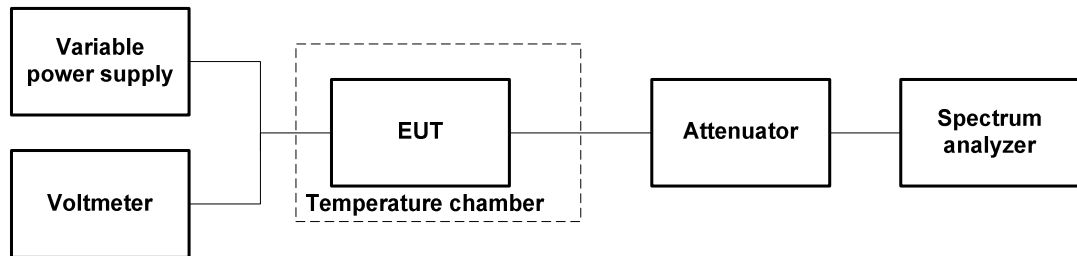 Variable
power supply
Voltmeter
EUT
Temperature chamber
Attenuator
Spectrum
analyzer